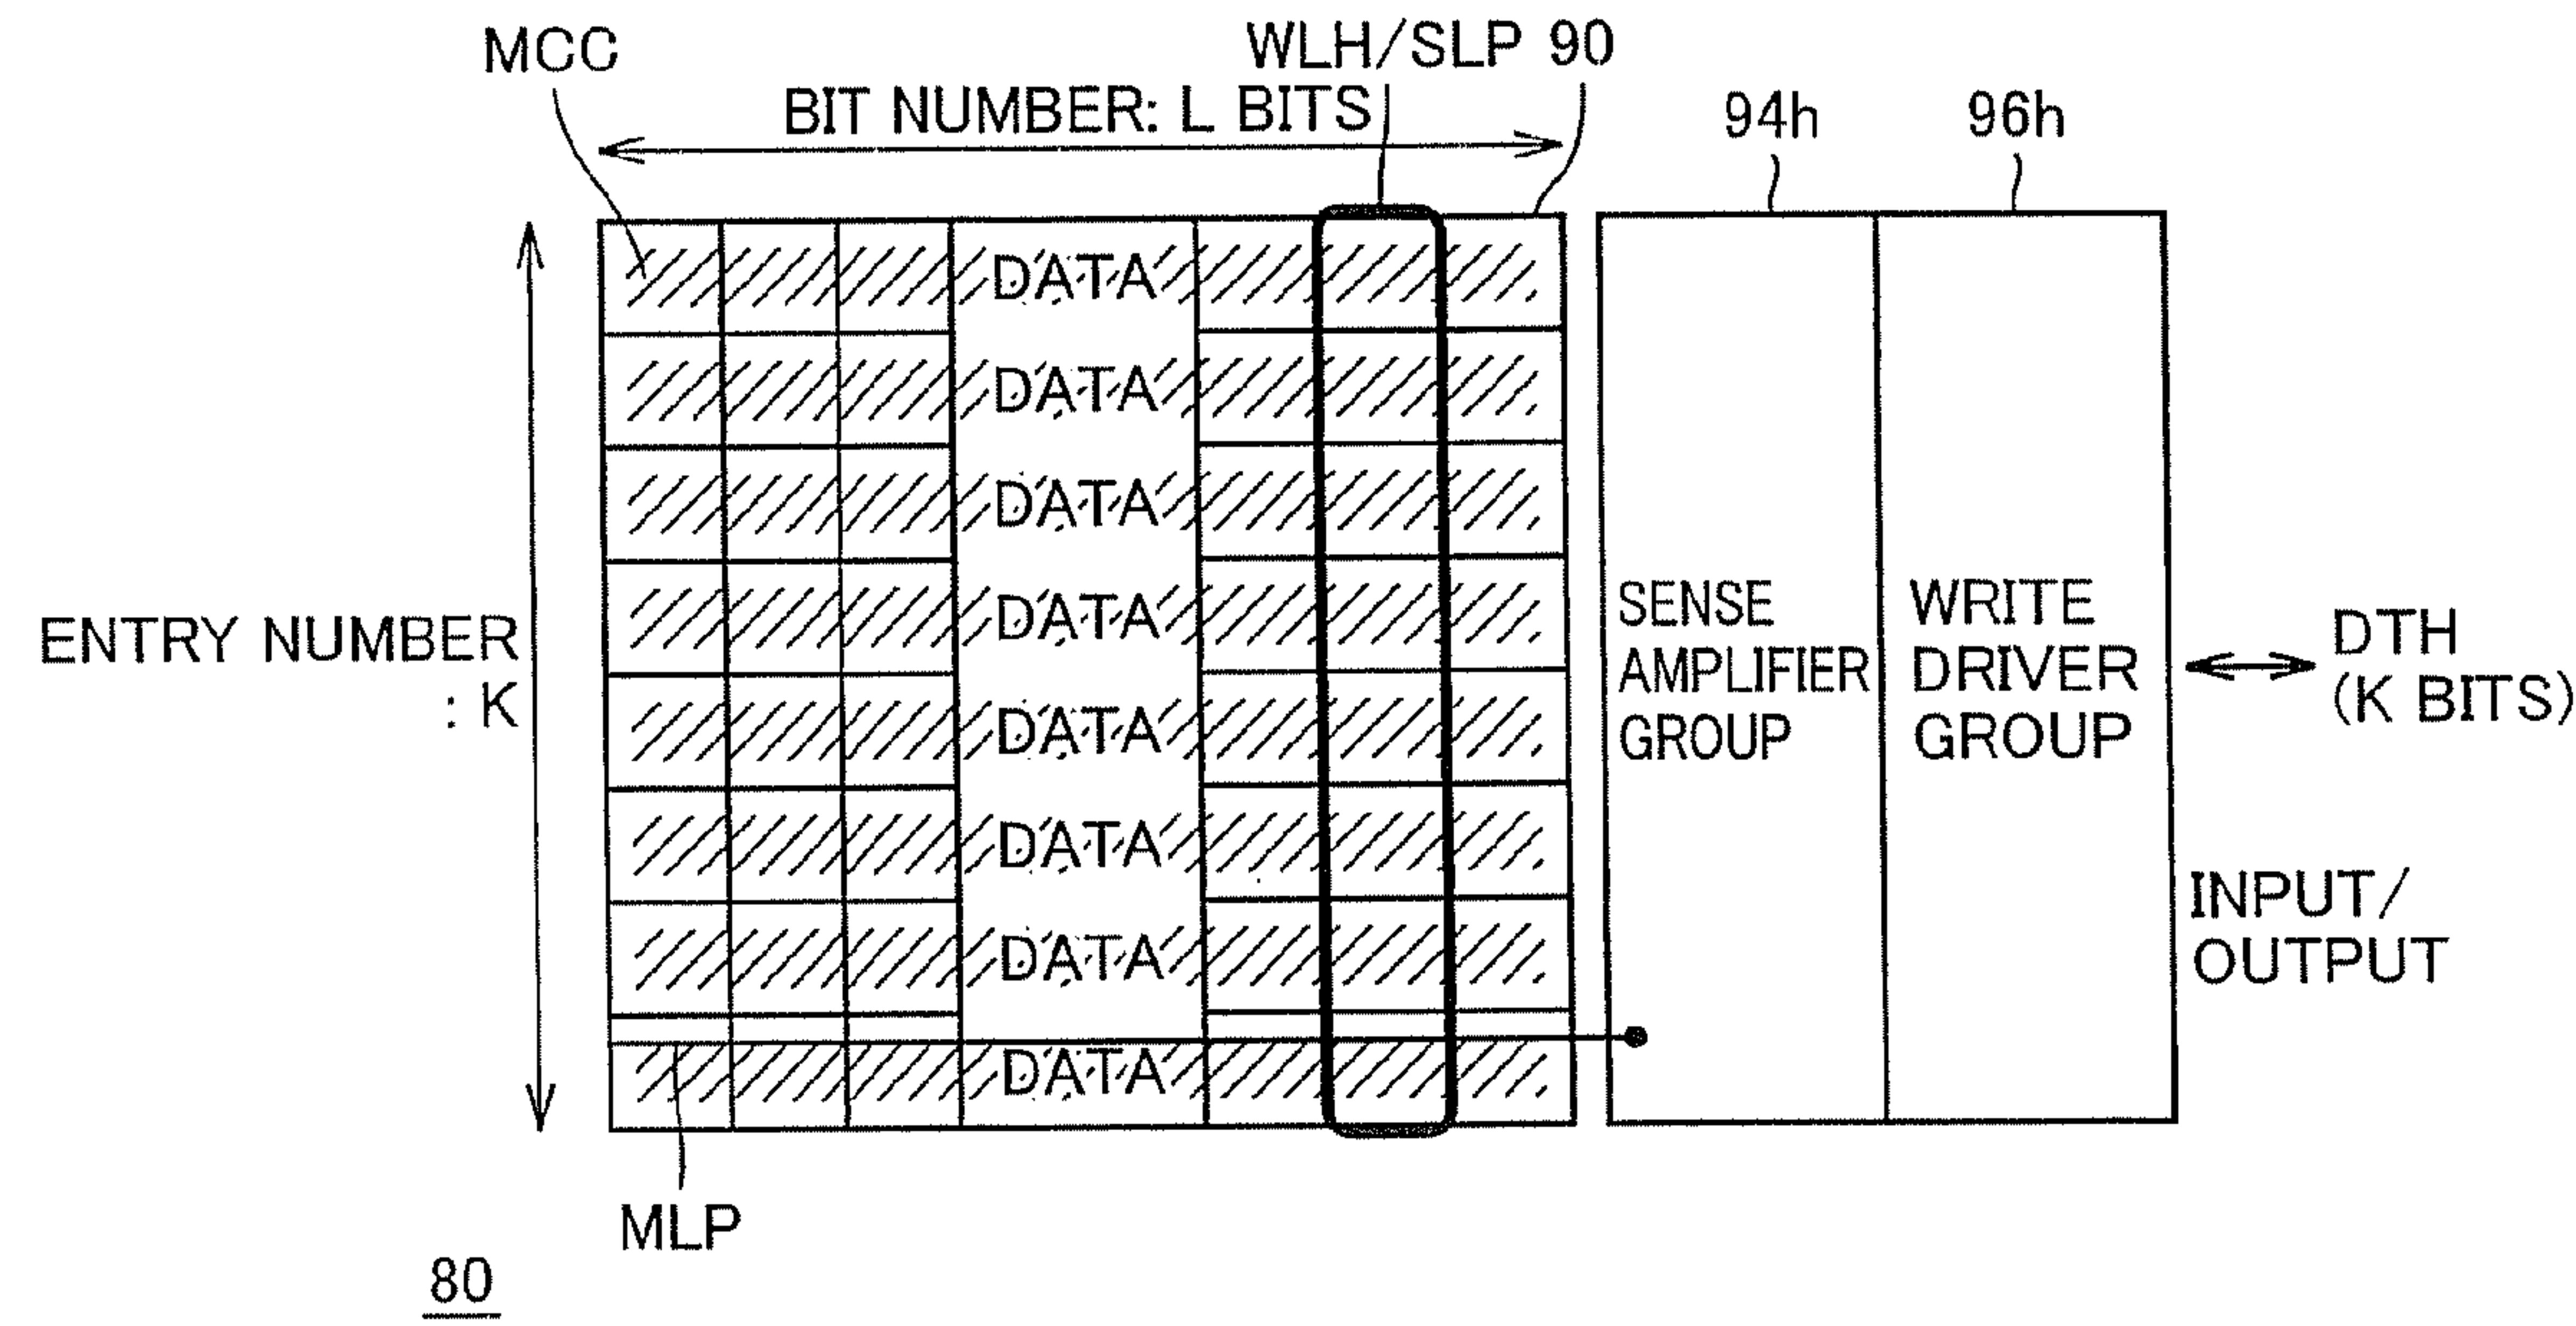 MCC
WLH/SLP 90
BIT NUMBER: L BITS
94h
96h
DATA
DATA
DATA
DATA
DATA
DATA
DATA
DATA
ENTRY NUMBER
: K
SENSE
AMPLIFIER
GROUP
WRITE
DRIVER
GROUP
DTH
(K BITS)
INPUT/
OUTPUT
MLP
80